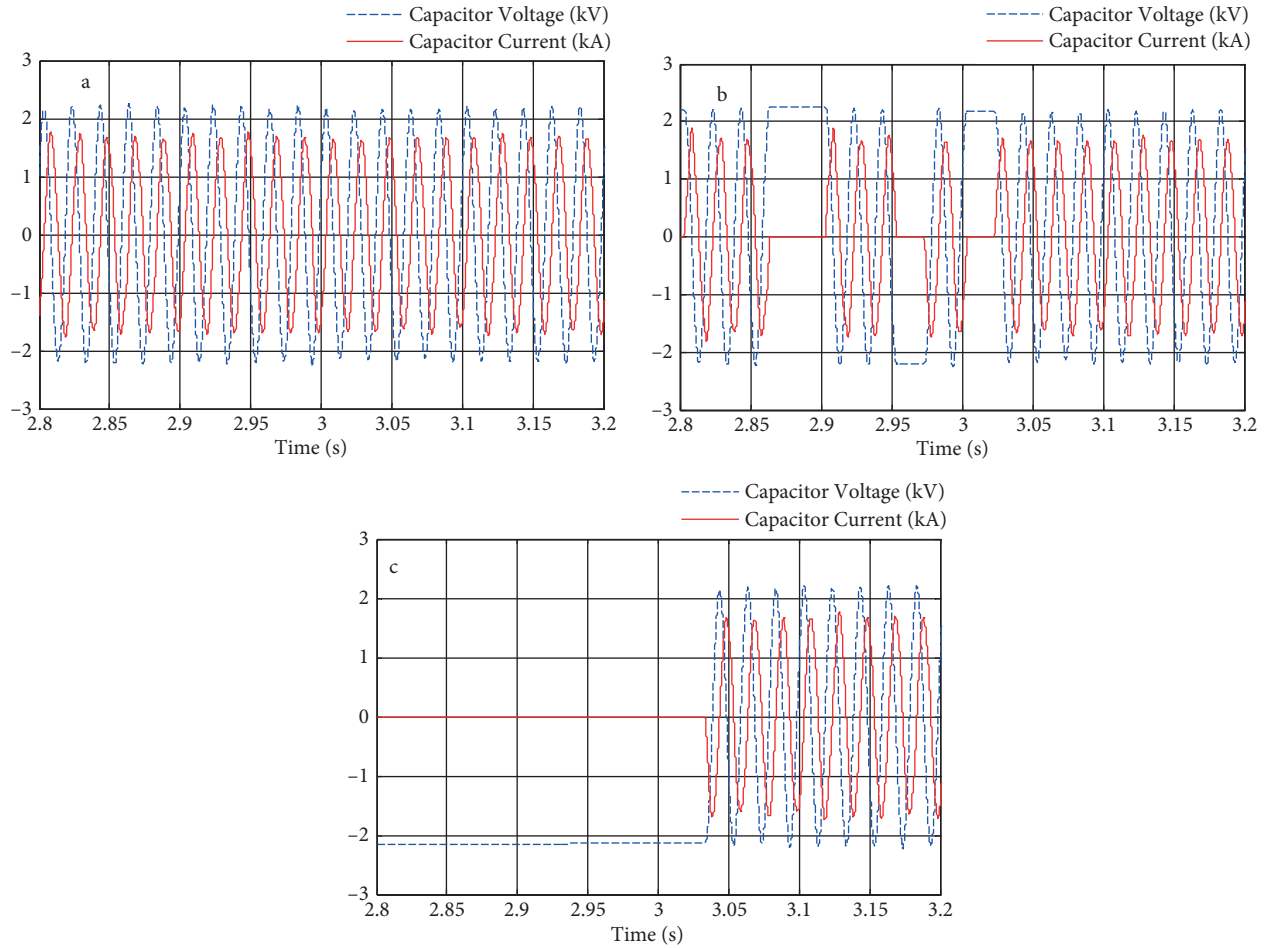 Capacitor Voltage (kV)
Capacitor Current (kA)
a
3
2
1
0
−1
−2
−3
2.8 2.85 2.9 2.95 3 3.05 3.1 3.15 3.2
Time (s)
Capacitor Voltage (kV)
Capacitor Current (kA)
b
3
2
1
0
−1
−2
−3
2.8 2.85 2.9 2.95 3 3.05 3.1 3.15 3.2
Time (s)
Capacitor Voltage (kV)
Capacitor Current (kA)
c
3
2
1
0
−1
−2
−3
2.8 2.85 2.9 2.95 3 3.05 3.1 3.15 3.2
Time (s)